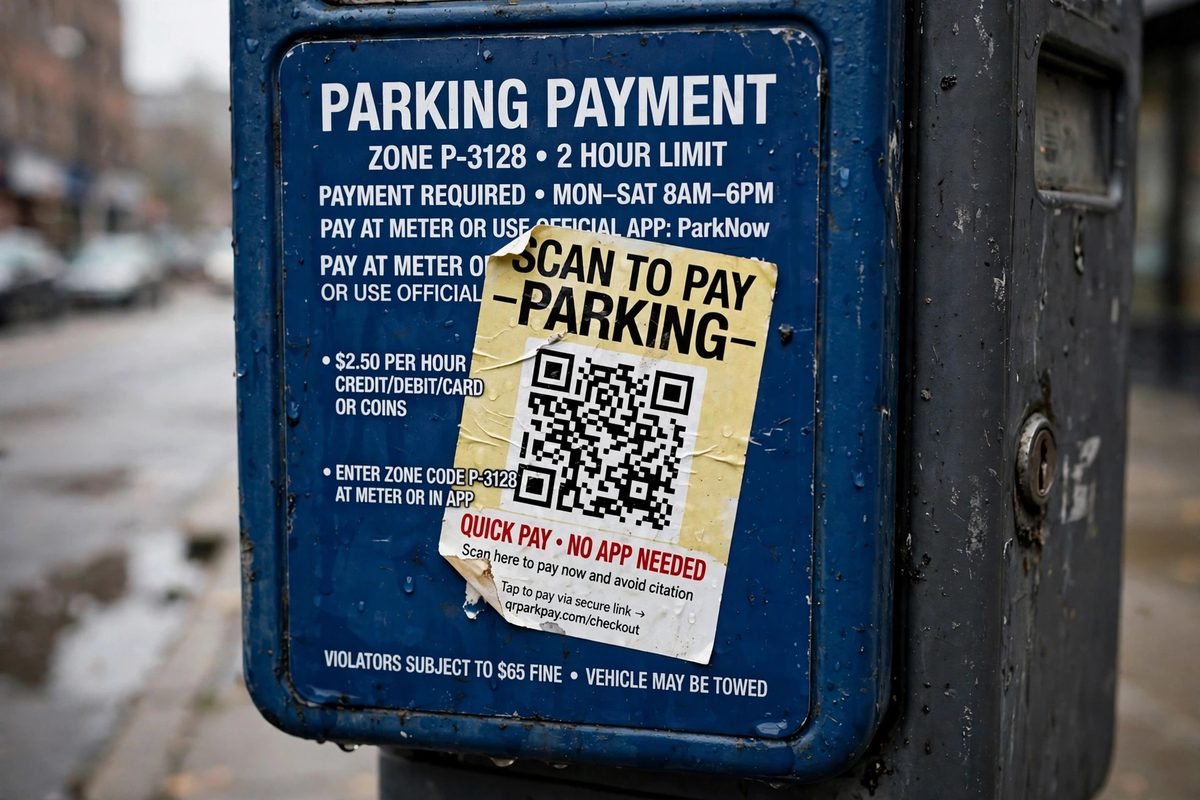 PARKING PAYMENT
ZONE P-3128 • 2 HOUR LIMIT
PAYMENT REQUIRED • MON–SAT 8AM–6PM
PAY AT METER OR USE OFFICIAL APP: ParkNow
PAY AT METER
OR USE OFFICIAL
• $2.50 PER HOUR
CREDIT/DEBIT/CARD
OR COINS
• ENTER ZONE CODE P-3128
AT METER OR IN APP
SCAN TO PAY
–PARKING–
QUICK PAY • NO APP NEEDED
Scan here to pay now and avoid citation
Tap to pay via secure link →
qrparkpay.com/checkout
VIOLATORS SUBJECT TO $65 FINE • VEHICLE MAY BE TOWED